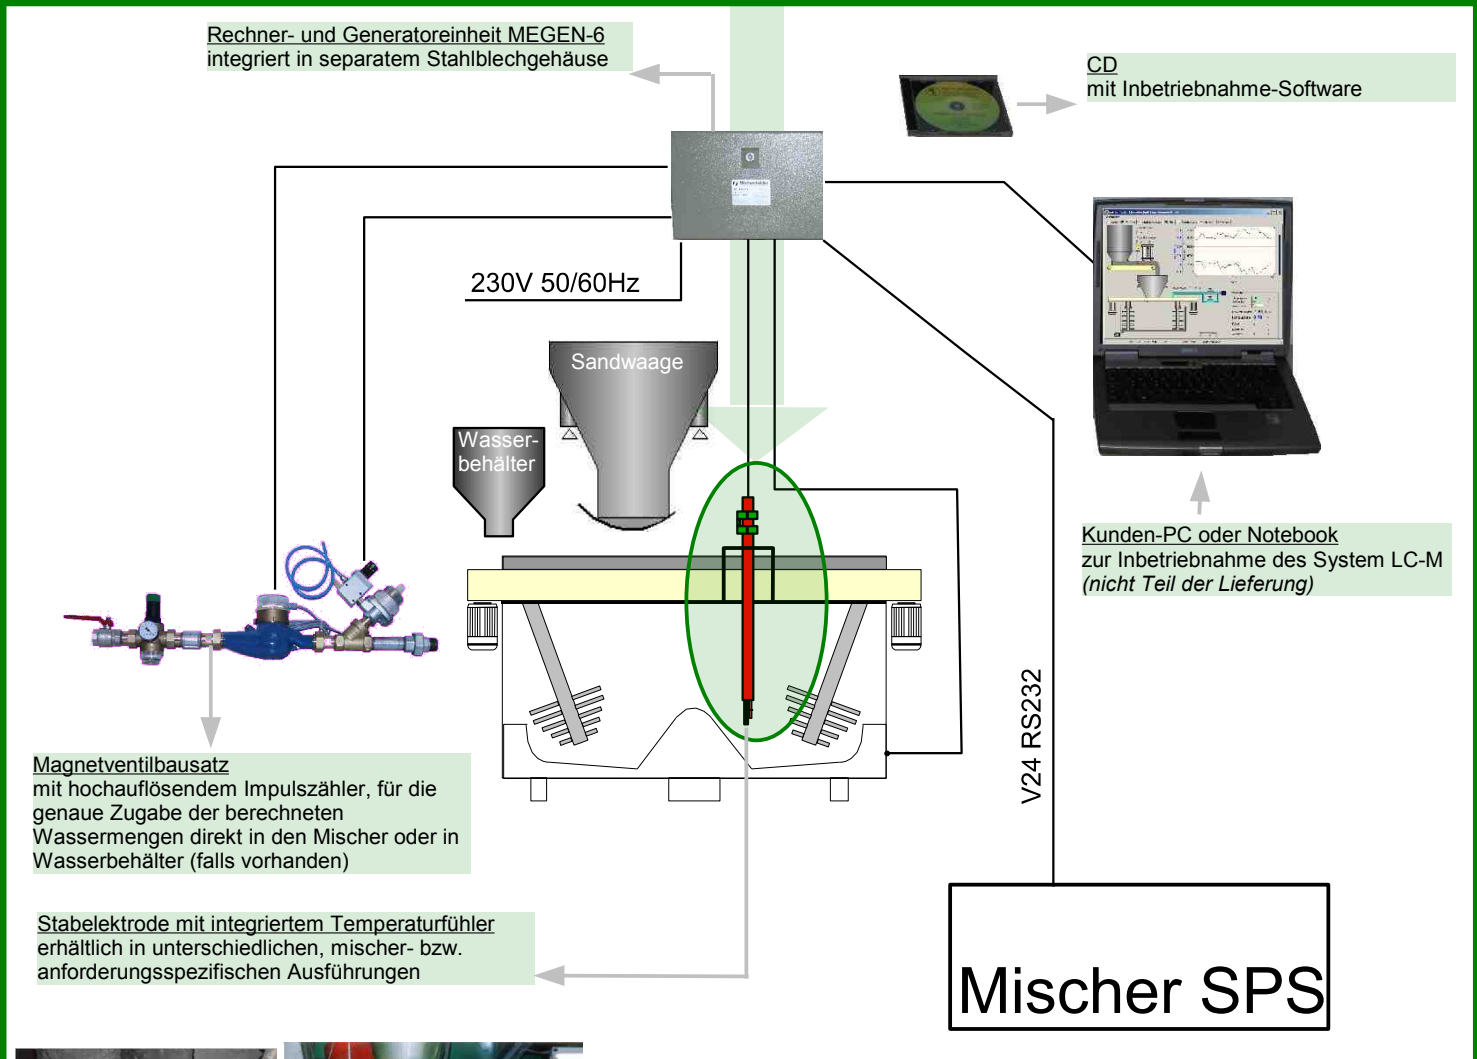 Rechner- und Generatoreinheit MEGEN-6
integriert in separatem Stahlblechgehäuse
CD
mit Inbetriebnahme-Software
230V 50/60Hz
Sandwaage
Wasser-
behälter
Kunden-PC oder Notebook
zur Inbetriebnahme des System LC-M
(nicht Teil der Lieferung)
V24 RS232
Magnetventilbausatz
mit hochauflösendem Impulszähler, für die
genaue Zugabe der berechneten
Wassermengen direkt in den Mischer oder in
Wasserbehälter (falls vorhanden)
Stabelektrode mit integriertem Temperaturfühler
erhältlich in unterschiedlichen, mischer- bzw.
anforderungsspezifischen Ausführungen
Mischer SPS